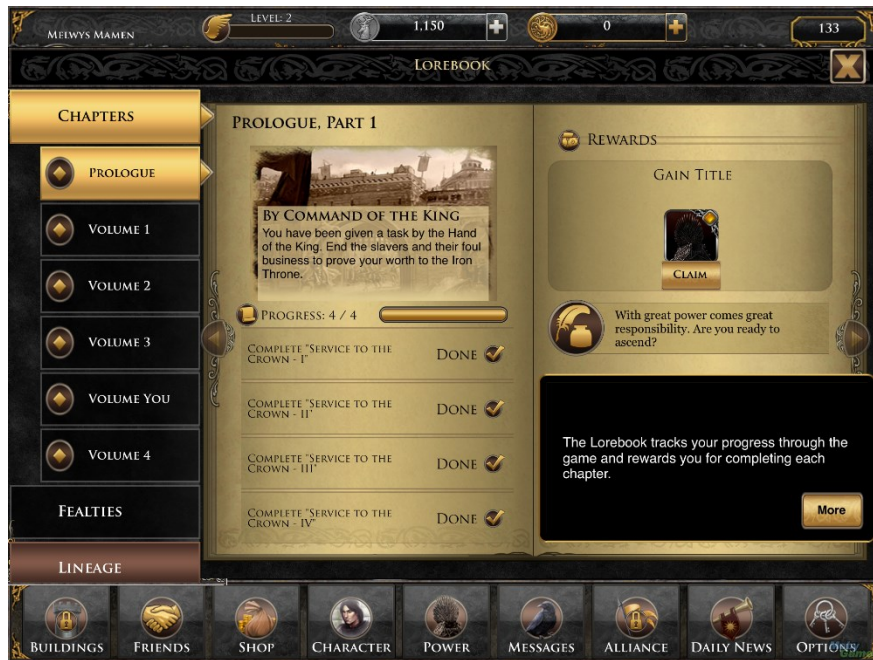 MELWYS MAMEN
LEVEL: 2
1,150
0
133
LOREBOOK
CHAPTERS
PROLOGUE
VOLUME 1
VOLUME 2
VOLUME 3
VOLUME YOU
VOLUME 4
FEALTIES
LINEAGE
PROLOGUE, PART 1
BY COMMAND OF THE KING
You have been given a task by the Hand
of the King. End the slavers and their foul
business to prove your worth to the Iron
Throne.
PROGRESS: 4 / 4
COMPLETE "SERVICE TO THE
CROWN - I"
DONE
COMPLETE "SERVICE TO THE
CROWN - II"
DONE
COMPLETE "SERVICE TO THE
CROWN - III"
DONE
COMPLETE "SERVICE TO THE
CROWN - IV"
DONE
REWARDS
GAIN TITLE
CLAIM
With great power comes great
responsibility. Are you ready to
ascend?
The Lorebook tracks your progress through the
game and rewards you for completing each
chapter.
More
BUILDINGS
FRIENDS
SHOP
CHARACTER
POWER
MESSAGES
ALLIANCE
DAILY NEWS
OPTIONS